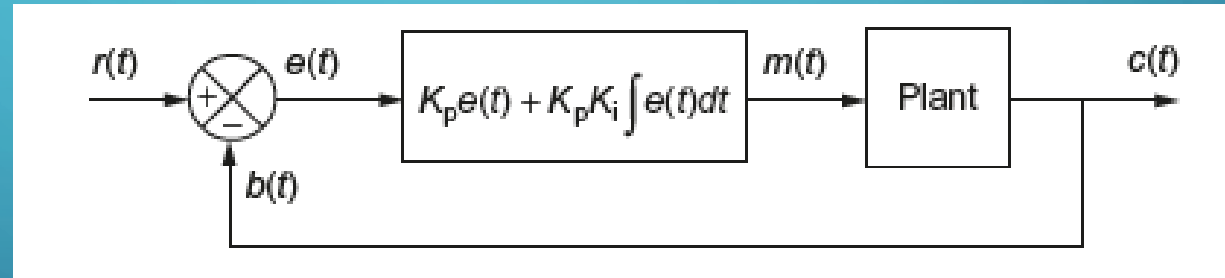 r(t)
+
−
e(t)
Kₚe(t) + KₚKᵢ∫e(t)dt
m(t)
Plant
c(t)
b(t)